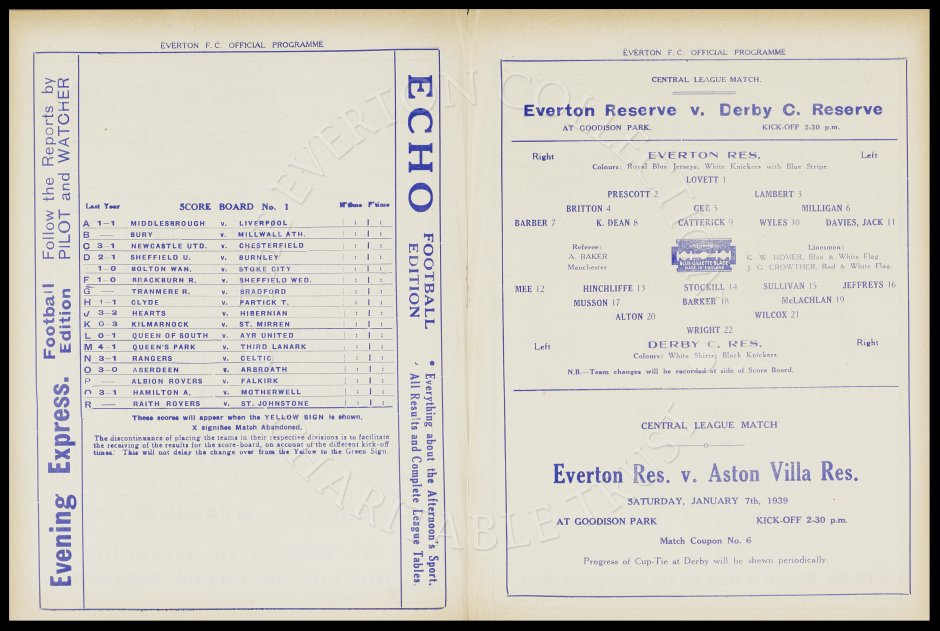 EVERTON F.C. OFFICIAL PROGRAMME
Evening Express. Football Edition
Follow the Reports by PILOT and WATCHER
Last Year SCORE BOARD No. 1 H'time F'time
A 1-1 MIDDLESBROUGH v. LIVERPOOL
B — BURY v. MILLWALL ATH.
C 3-1 NEWCASTLE UTD. v. CHESTERFIELD
D 2-1 SHEFFIELD U. v. BURNLEY
1-0 BOLTON WAN. v. STOKE CITY
F 1-0 BRACKBURN R. v. SHEFFIELD WED.
G — TRANMERE R. v. BRADFORD
H 1-1 CLYDE v. PARTICK T.
J 3-2 HEARTS v. HIBERNIAN
K 0-3 KILMARNOCK v. ST. MIRREN
L 0-1 QUEEN OF SOUTH v. AYR UNITED
M 4-1 QUEEN'S PARK v. THIRD LANARK
N 3-1 RANGERS v. CELTIC
O 3-0 ABERDEEN v. ARBROATH
P — ALBION ROVERS v. FALKIRK
3-1 HAMILTON A. v. MOTHERWELL
R — RAITH ROVERS v. ST. JOHNSTONE
These scores will appear when the YELLOW SIGN is shown.
X signifies Match Abandoned.
The discontinuance of placing the teams in their respective divisions is to facilitate
the receiving of the results for the score-board, on account of the different kick-off
times. This will not delay the change over from the Yellow to the Green Sign.
ECHO FOOTBALL EDITION
• Everything about the Afternoon's Sport.
All Results and Complete League Tables
EVERTON F.C. OFFICIAL PROGRAMME
CENTRAL LEAGUE MATCH.
Everton Reserve v. Derby C. Reserve
AT GOODISON PARK. KICK-OFF 2-30 p.m.
Right EVERTON RES. Left
Colours: Royal Blue Jerseys; White Knickers with Blue Stripe
LOVETT 1
PRESCOTT 2 LAMBERT 3
BRITTON 4 GEE 5 MILLIGAN 6
BARBER 7 K. DEAN 8 CATTERICK 9 WYLES 10 DAVIES, JACK 11
Referee:
A. BAKER
Manchester
BLUE GILLETTE BLADE
MADE IN ENGLAND
Linesmen:
K. W. HOMER, Blue & White Flag.
J. G. CROWTHER, Red & White Flag.
MEE 12 HINCHLIFFE 13 STOCKILL 14 SULLIVAN 15 JEFFREYS 16
MUSSON 17 BARKER 18 McLACHLAN 19
ALTON 20 WILCOX 21
WRIGHT 22
Left DERBY C. RES. Right
Colours: White Shirts; Black Knickers.
N.B.—Team changes will be recorded at side of Score Board.
CENTRAL LEAGUE MATCH
Everton Res. v. Aston Villa Res.
SATURDAY, JANUARY 7th, 1939
AT GOODISON PARK KICK-OFF 2-30 p.m.
Match Coupon No. 6
Progress of Cup-Tie at Derby will be shewn periodically.
EVERTON COLLECTION
CHARITABLE TRUST